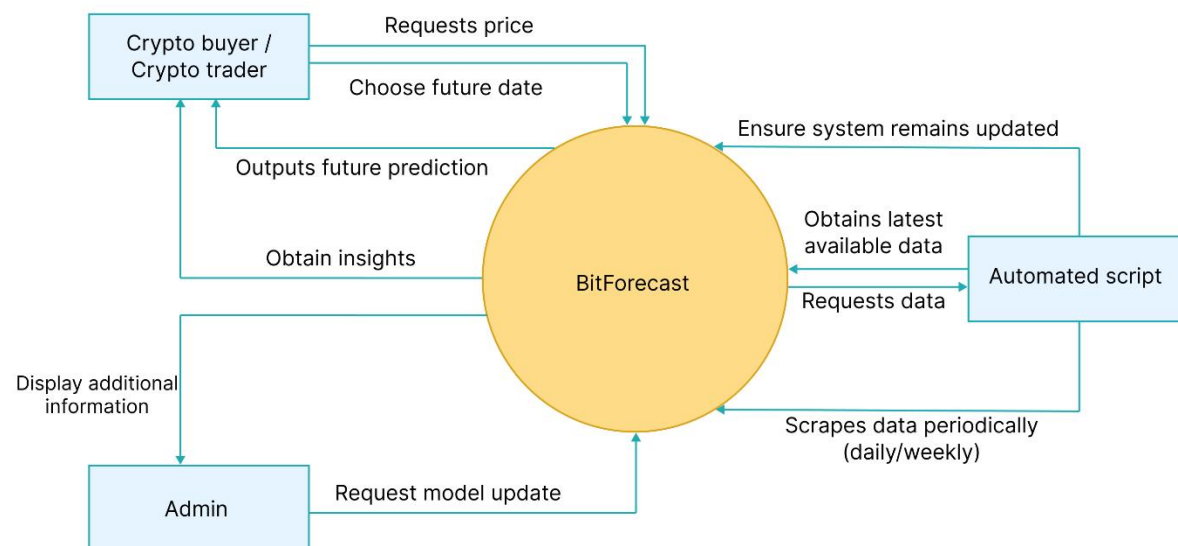 Requests price
Crypto buyer /
Crypto trader
Choose future date
Ensure system remains updated
Outputs future prediction
Obtains latest
available data
Obtain insights
BitForecast
Automated script
Requests data
Display additional
information
Scrapes data periodically
(daily/weekly)
Request model update
Admin